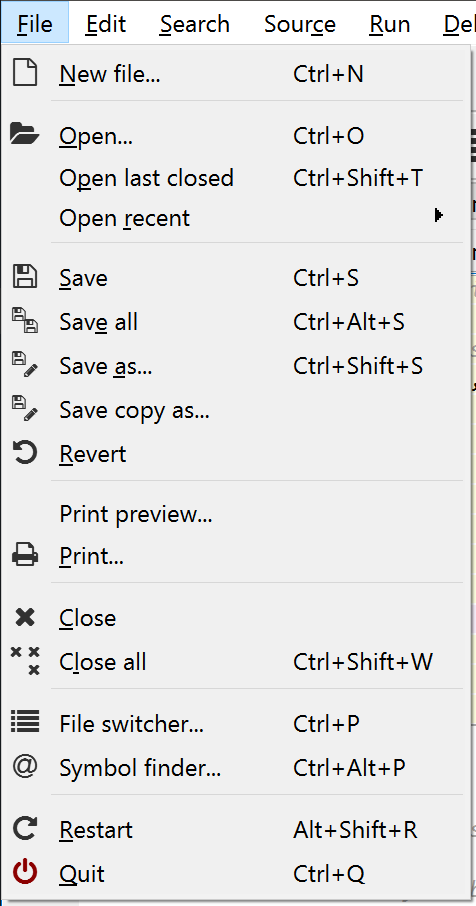 File Edit Search Source Run
New file... Ctrl+N
Open... Ctrl+O
Open last closed Ctrl+Shift+T
Open recent
Save Ctrl+S
Save all Ctrl+Alt+S
Save as... Ctrl+Shift+S
Save copy as...
Revert
Print preview...
Print...
Close
Close all Ctrl+Shift+W
File switcher... Ctrl+P
@ Symbol finder... Ctrl+Alt+P
Restart Alt+Shift+R
Quit Ctrl+Q